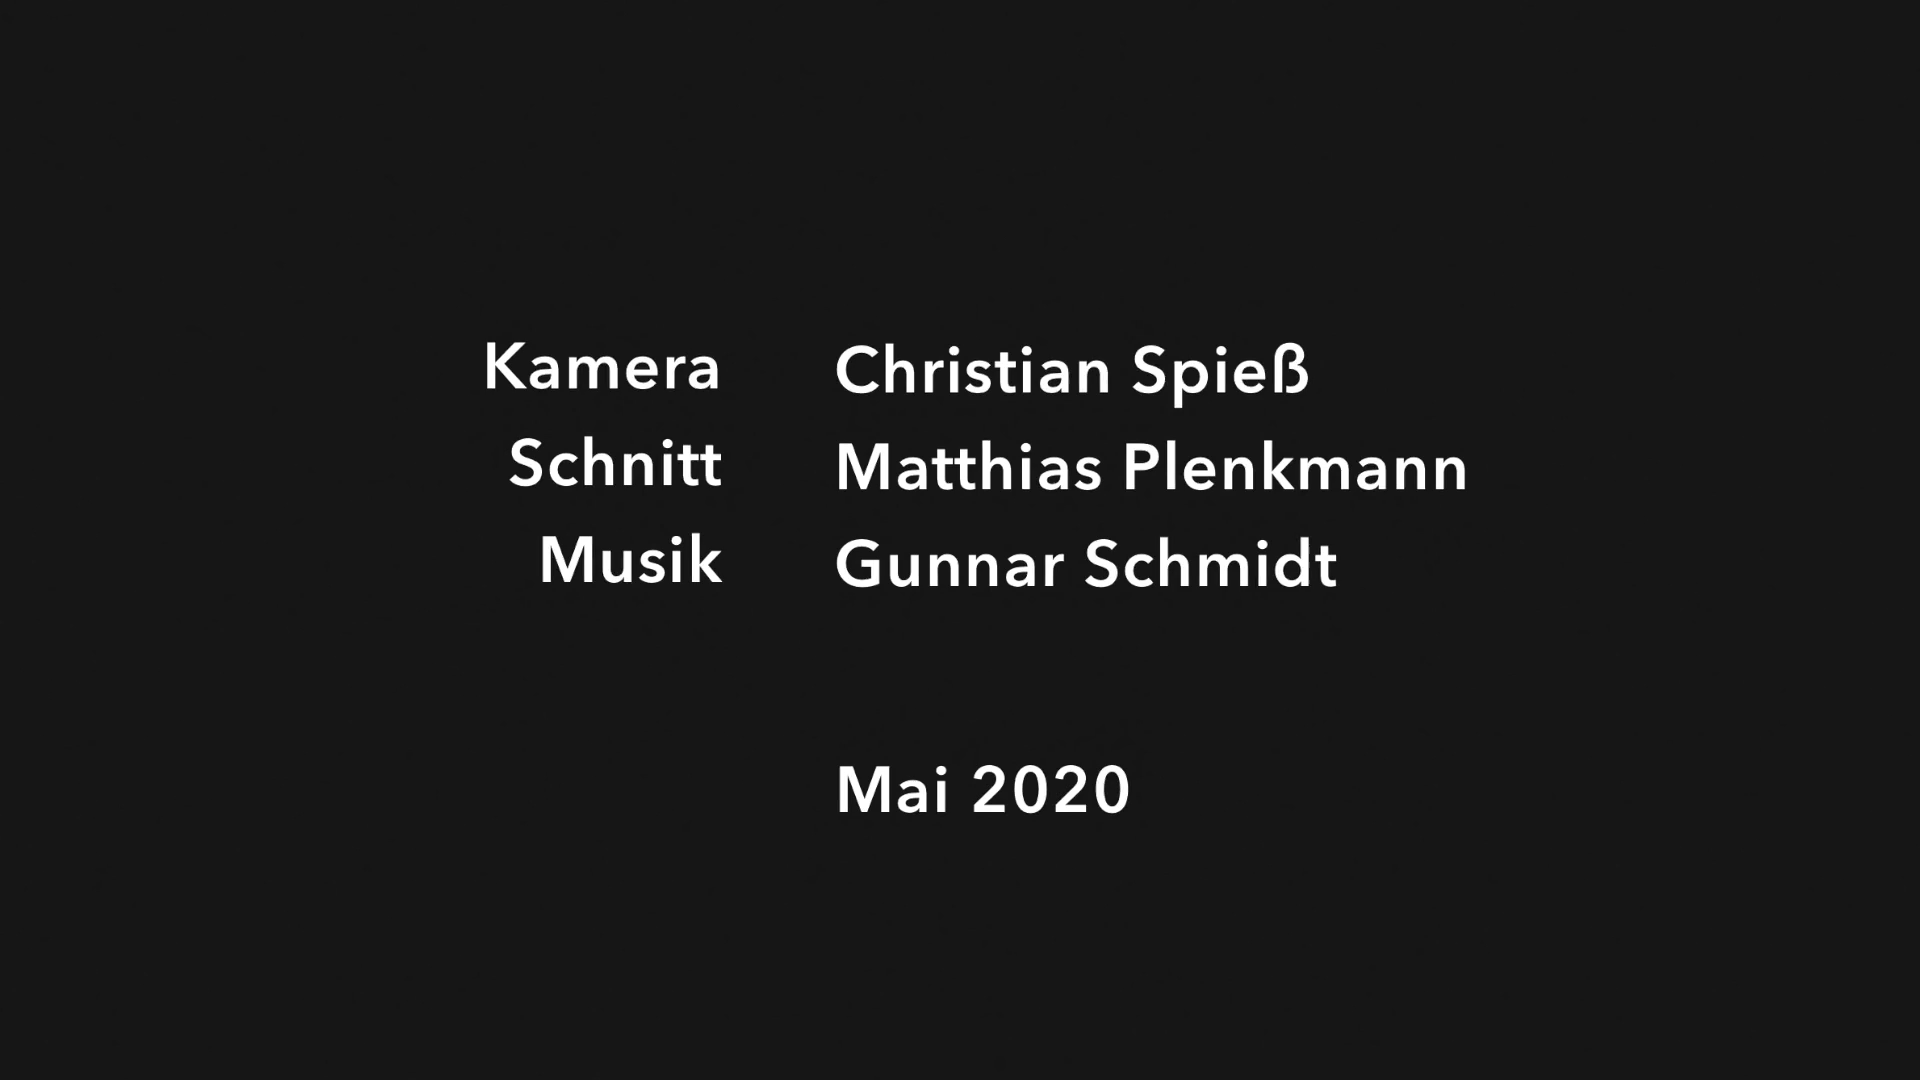 Kamera Christian Spieß
Schnitt Matthias Plenkmann
Musik Gunnar Schmidt
Mai 2020